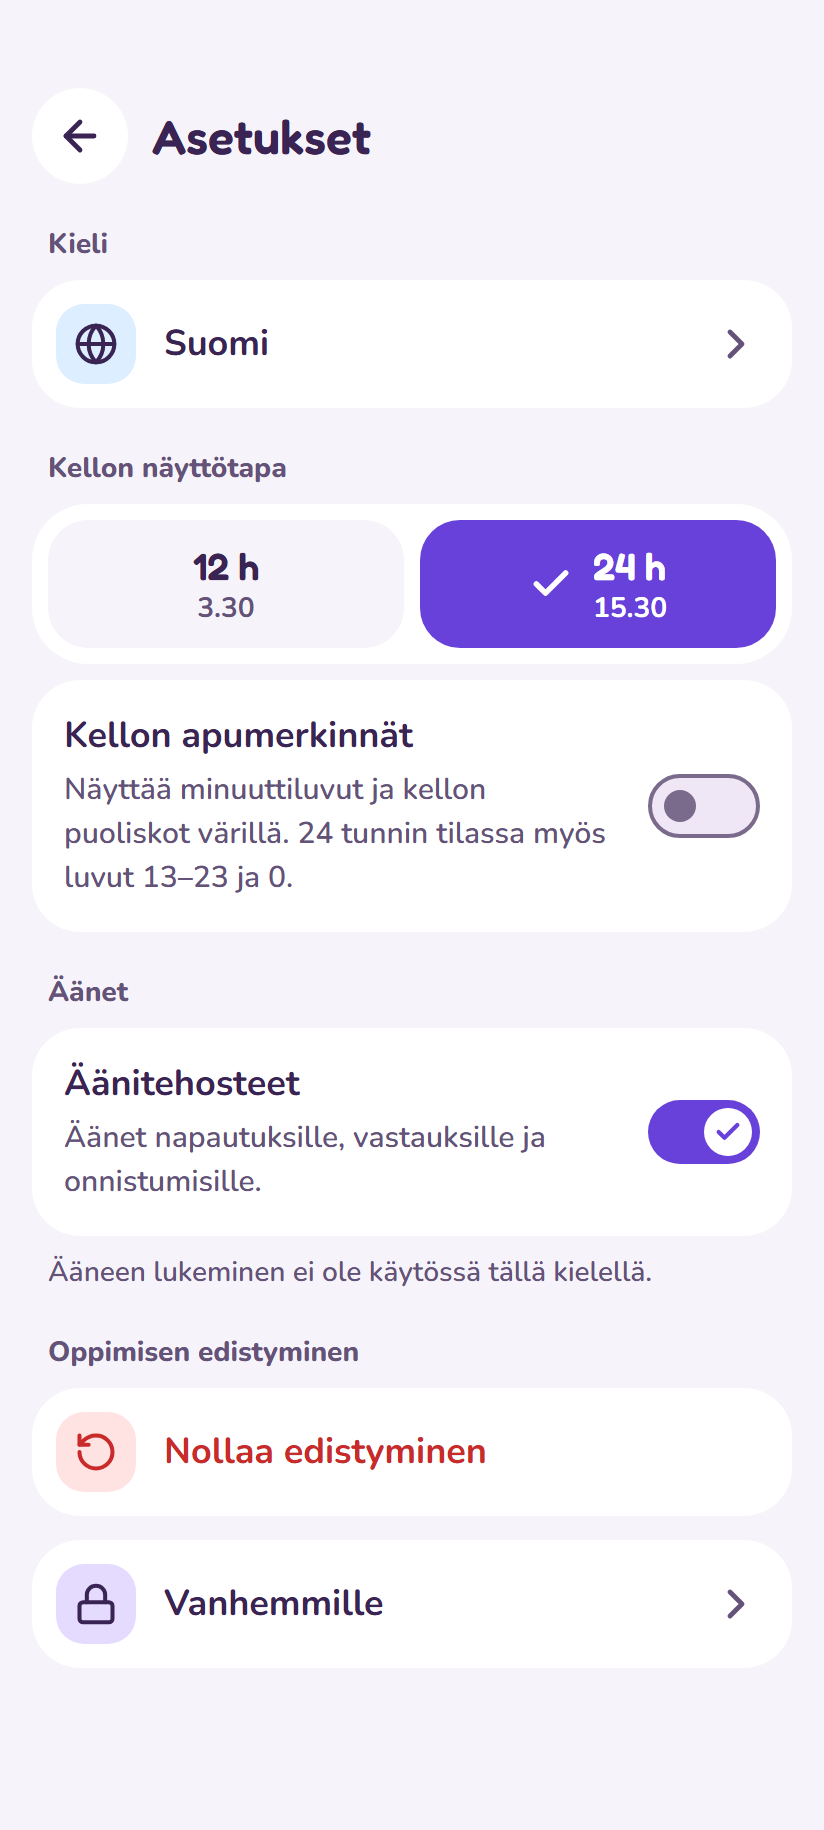 Asetukset
Kieli
Suomi
Kellon näyttötapa
12 h
3.30
24 h
15.30
Kellon apumerkinnät
Näyttää minuuttiluvut ja kellon
puoliskot värillä. 24 tunnin tilassa myös
luvut 13–23 ja 0.
Äänet
Äänitehosteet
Äänet napautuksille, vastauksille ja
onnistumisille.
Ääneen lukeminen ei ole käytössä tällä kielellä.
Oppimisen edistyminen
Nollaa edistyminen
Vanhemmille